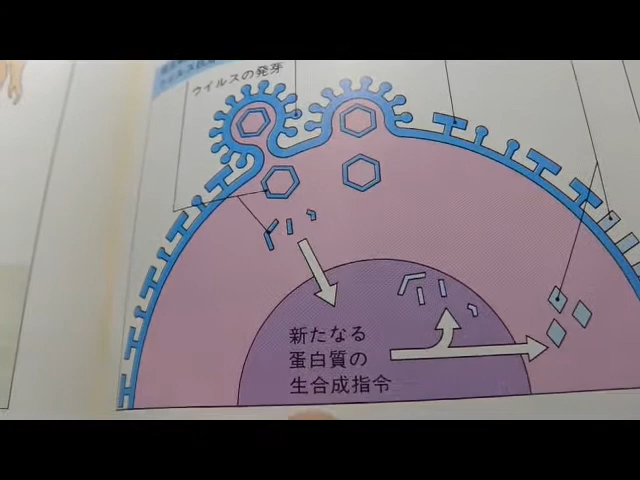 ウイルスの発芽
新たなる
蛋白質の
生合成指令